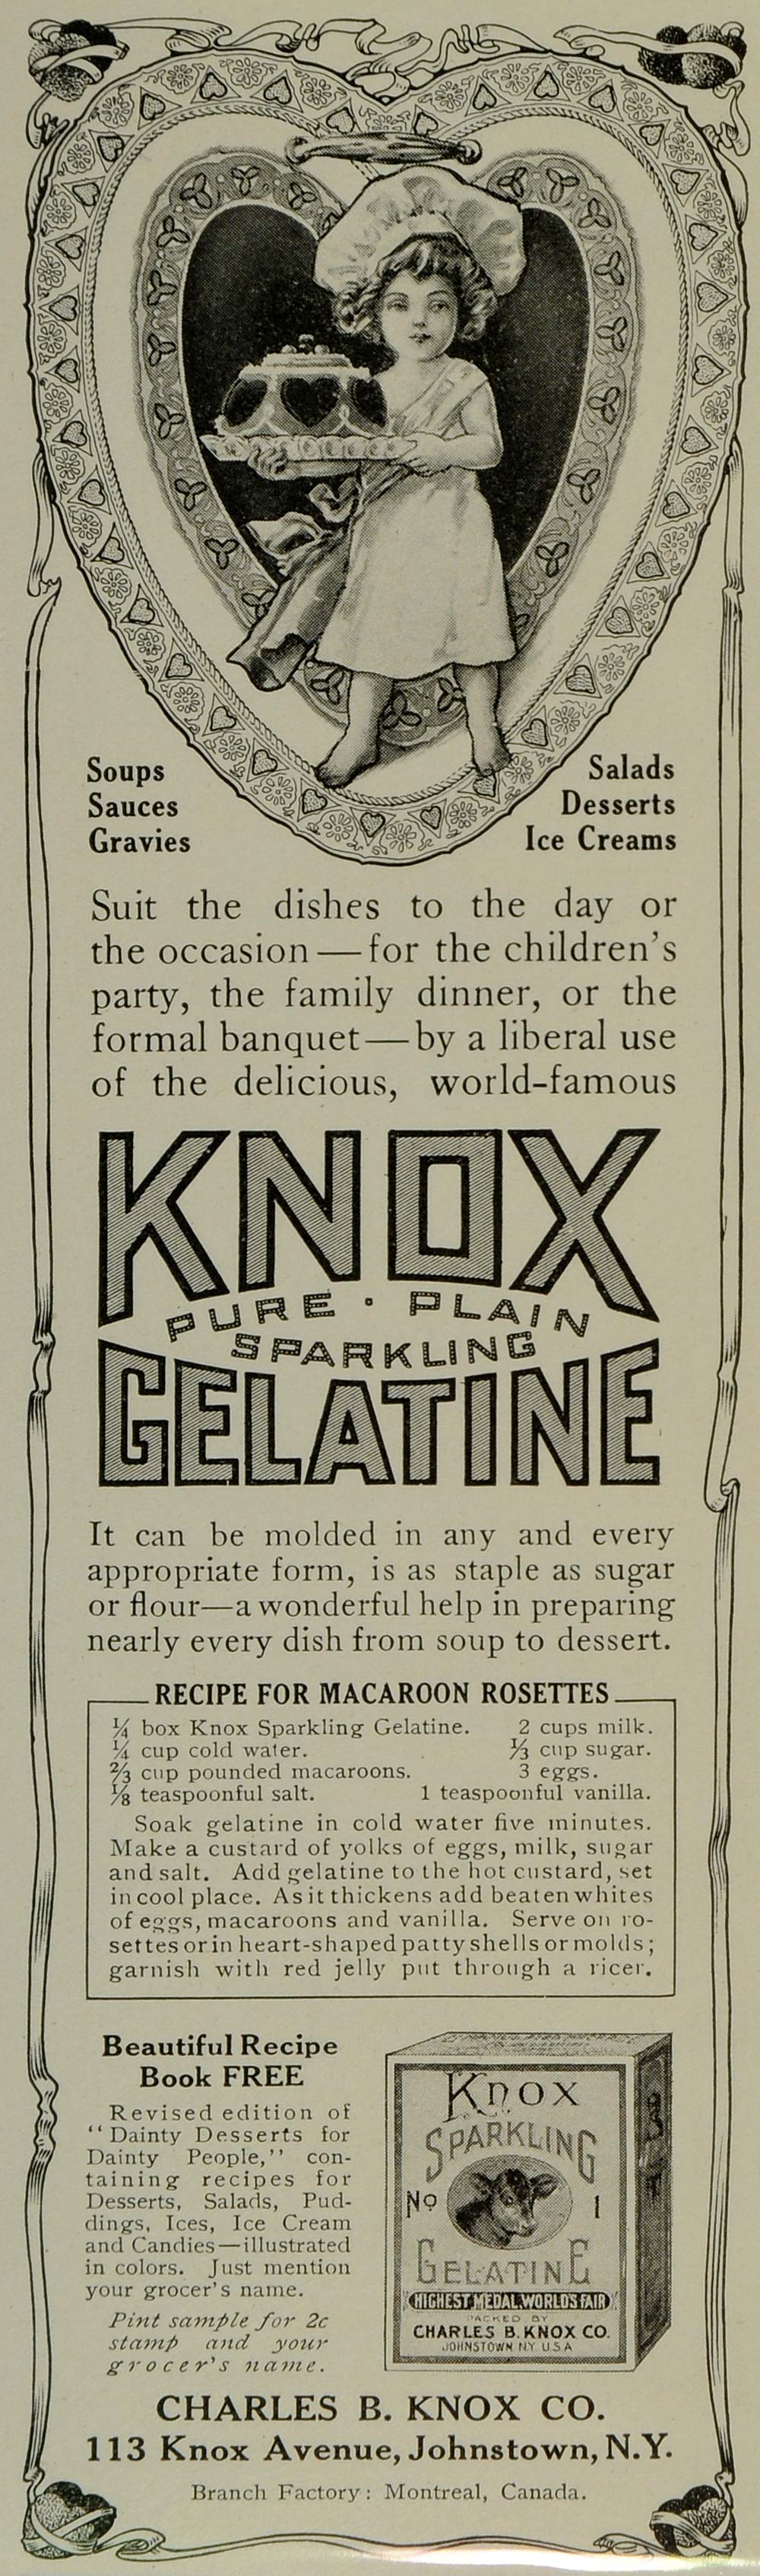 Soups
Sauces
Gravies
Salads
Desserts
Ice Creams
Suit the dishes to the day or
the occasion — for the children's
party, the family dinner, or the
formal banquet—by a liberal use
of the delicious, world-famous
KNOX
PURE · PLAIN
SPARKLING
GELATINE
It can be molded in any and every
appropriate form, is as staple as sugar
or flour—a wonderful help in preparing
nearly every dish from soup to dessert.
RECIPE FOR MACAROON ROSETTES
¼ box Knox Sparkling Gelatine. 2 cups milk.
¼ cup cold water. ⅓ cup sugar.
⅔ cup pounded macaroons. 3 eggs.
⅛ teaspoonful salt. 1 teaspoonful vanilla.
Soak gelatine in cold water five minutes.
Make a custard of yolks of eggs, milk, sugar
and salt. Add gelatine to the hot custard, set
in cool place. As it thickens add beaten whites
of eggs, macaroons and vanilla. Serve on ro-
settes or in heart-shaped patty shells or molds;
garnish with red jelly put through a ricer.
Beautiful Recipe
Book FREE
Revised edition of
"Dainty Desserts for
Dainty People," con-
taining recipes for
Desserts, Salads, Pud-
dings, Ices, Ice Cream
and Candies—illustrated
in colors. Just mention
your grocer's name.
Pint sample for 2c
stamp and your
grocer's name.
Knox
SPARKLING
No 1
GELATINE
HIGHEST MEDAL WORLD'S FAIR
PACKED BY
CHARLES B. KNOX CO.
JOHNSTOWN N.Y. U.S.A
CHARLES B. KNOX CO.
113 Knox Avenue, Johnstown, N.Y.
Branch Factory: Montreal, Canada.